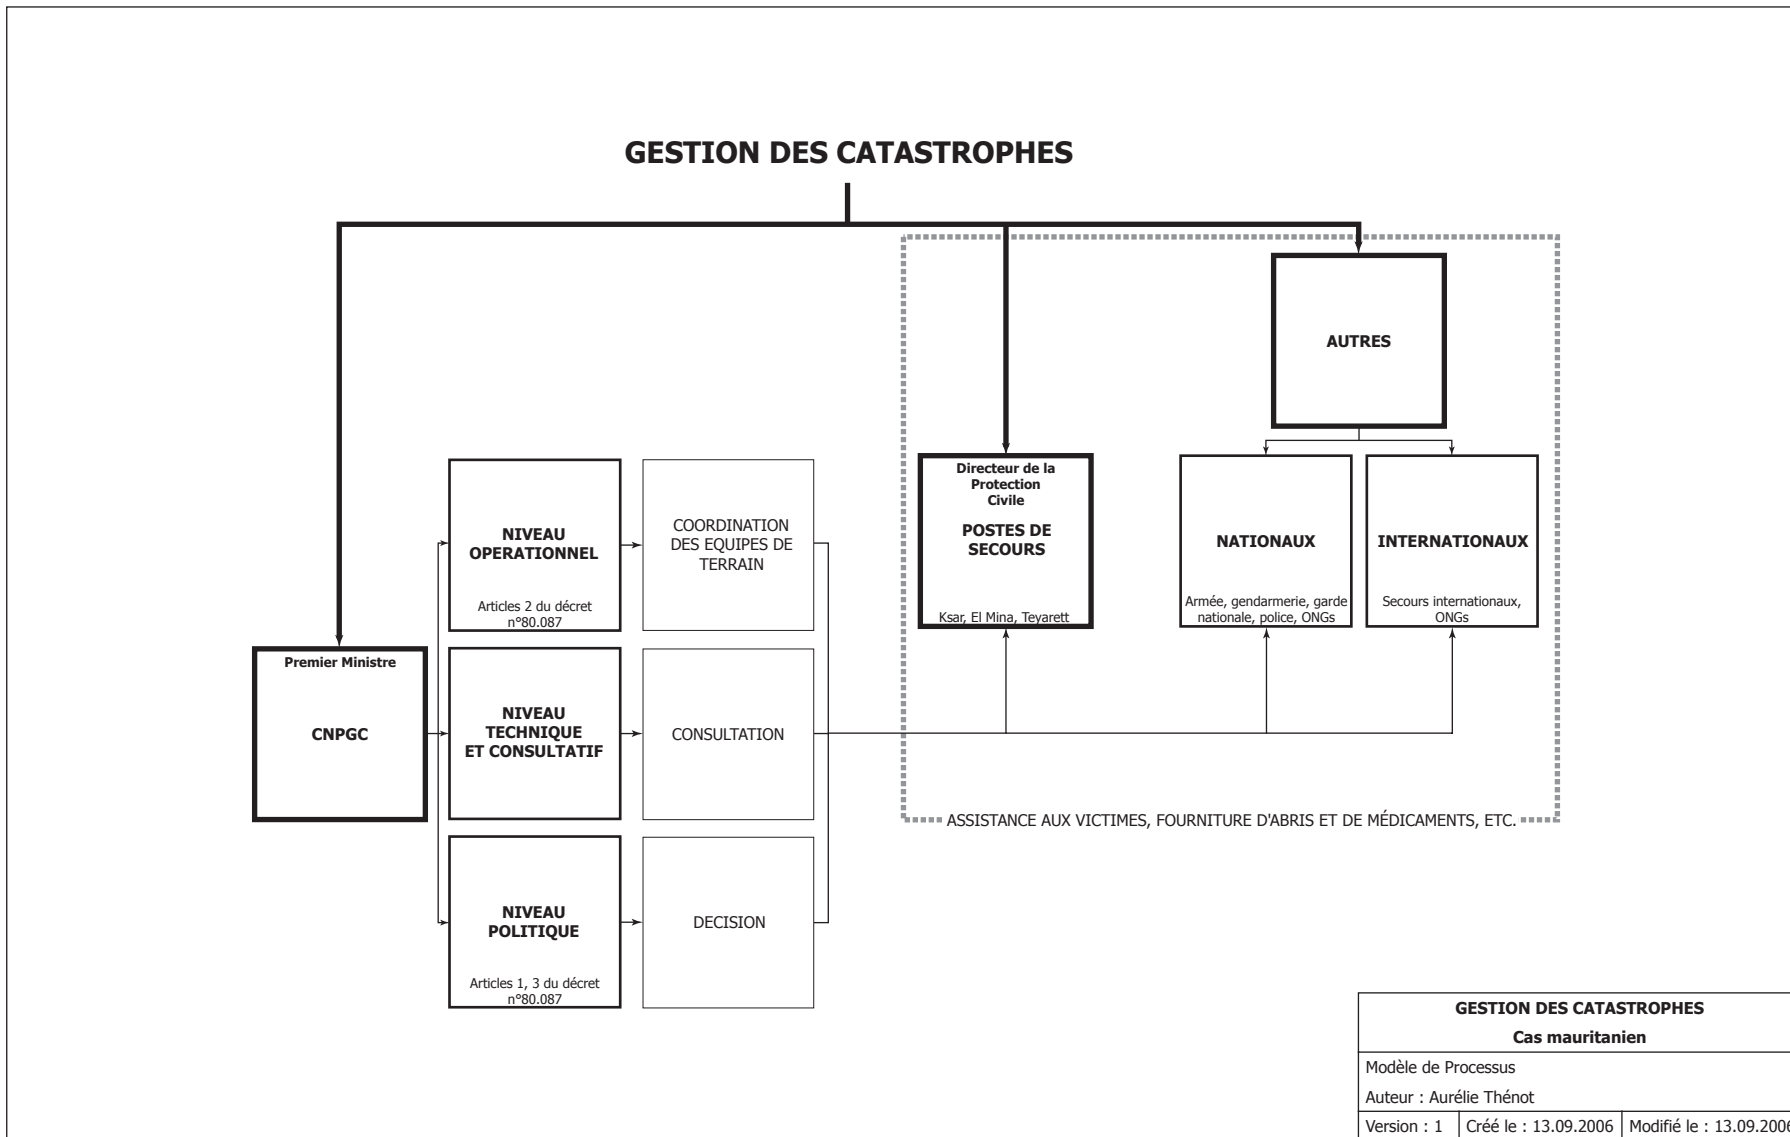 GESTION DES CATASTROPHES
AUTRES
Directeur de la
Protection
Civile
POSTES DE
SECOURS
Ksar, El Mina, Teyarett
NATIONAUX
Armée, gendarmerie, garde
nationale, police, ONGs
INTERNATIONAUX
Secours internationaux,
ONGs
NIVEAU
OPERATIONNEL
Articles 2 du décret
n°80.087
COORDINATION
DES EQUIPES DE
TERRAIN
Premier Ministre
CNPGC
NIVEAU
TECHNIQUE
ET CONSULTATIF
CONSULTATION
ASSISTANCE AUX VICTIMES, FOURNITURE D'ABRIS ET DE MÉDICAMENTS, ETC.
NIVEAU
POLITIQUE
Articles 1, 3 du décret
n°80.087
DECISION
GESTION DES CATASTROPHES
Cas mauritanien
Modèle de Processus
Auteur : Aurélie Thénot
Version : 1
Créé le : 13.09.2006
Modifié le : 13.09.2006